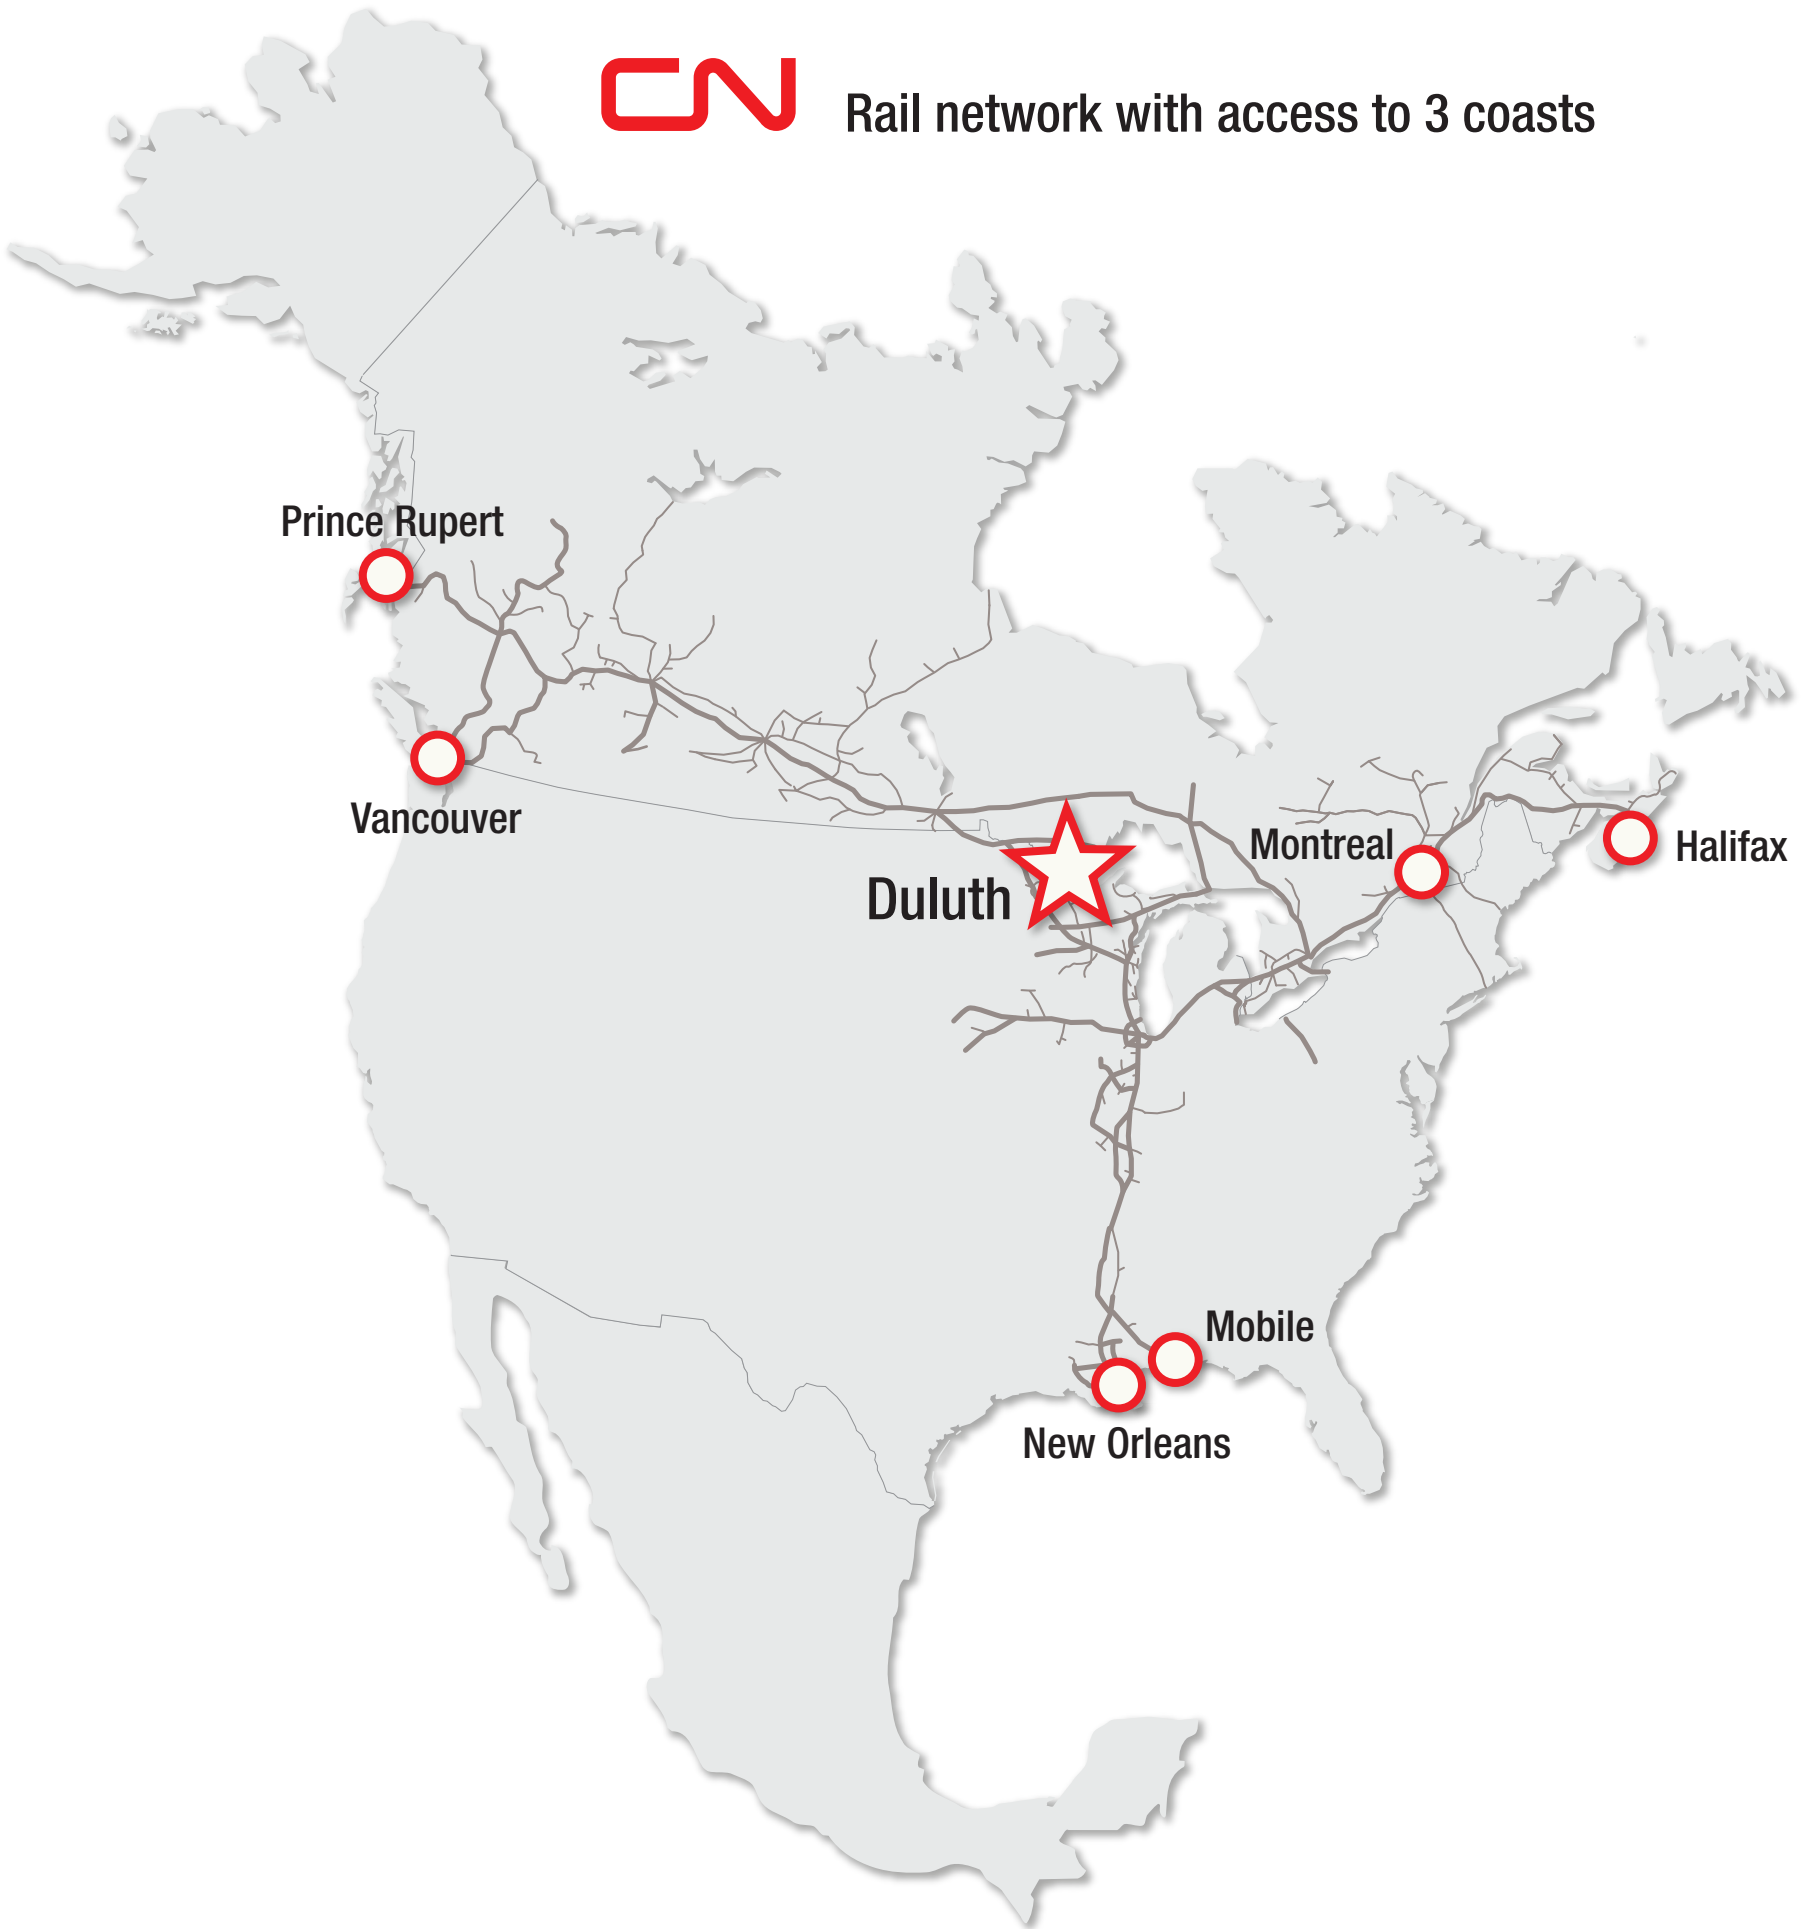 CN
Rail network with access to 3 coasts
Prince Rupert
Vancouver
Duluth
Montreal
Halifax
Mobile
New Orleans